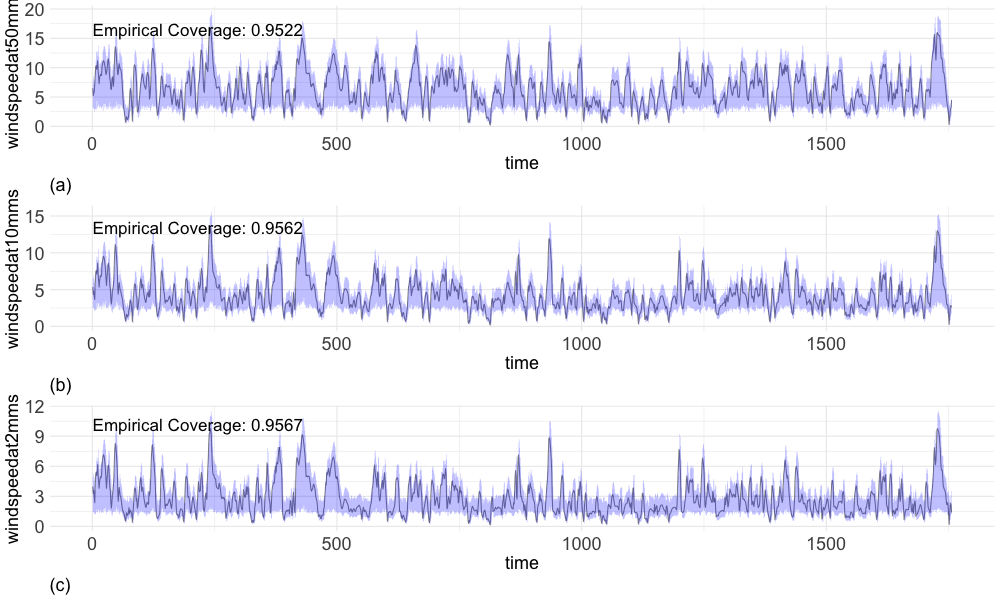 windspeedat50mm
20
15
10
5
0
Empirical Coverage: 0.9522
0 500 1000 1500
time
(a)
windspeedat10mms
15
10
5
0
Empirical Coverage: 0.9562
0 500 1000 1500
time
(b)
windspeedat2mms
12
9
6
3
0
Empirical Coverage: 0.9567
0 500 1000 1500
time
(c)